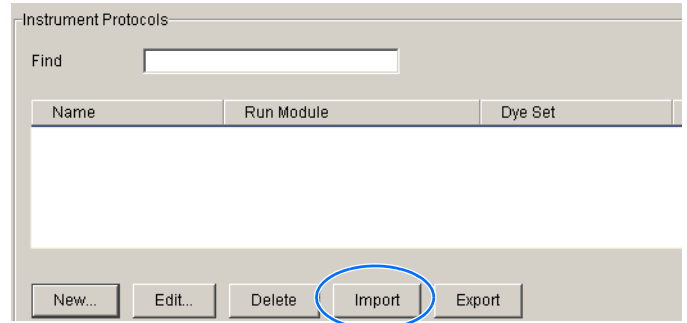 Instrument Protocols
Find
Name Run Module Dye Set
New... Edit... Delete Import Export